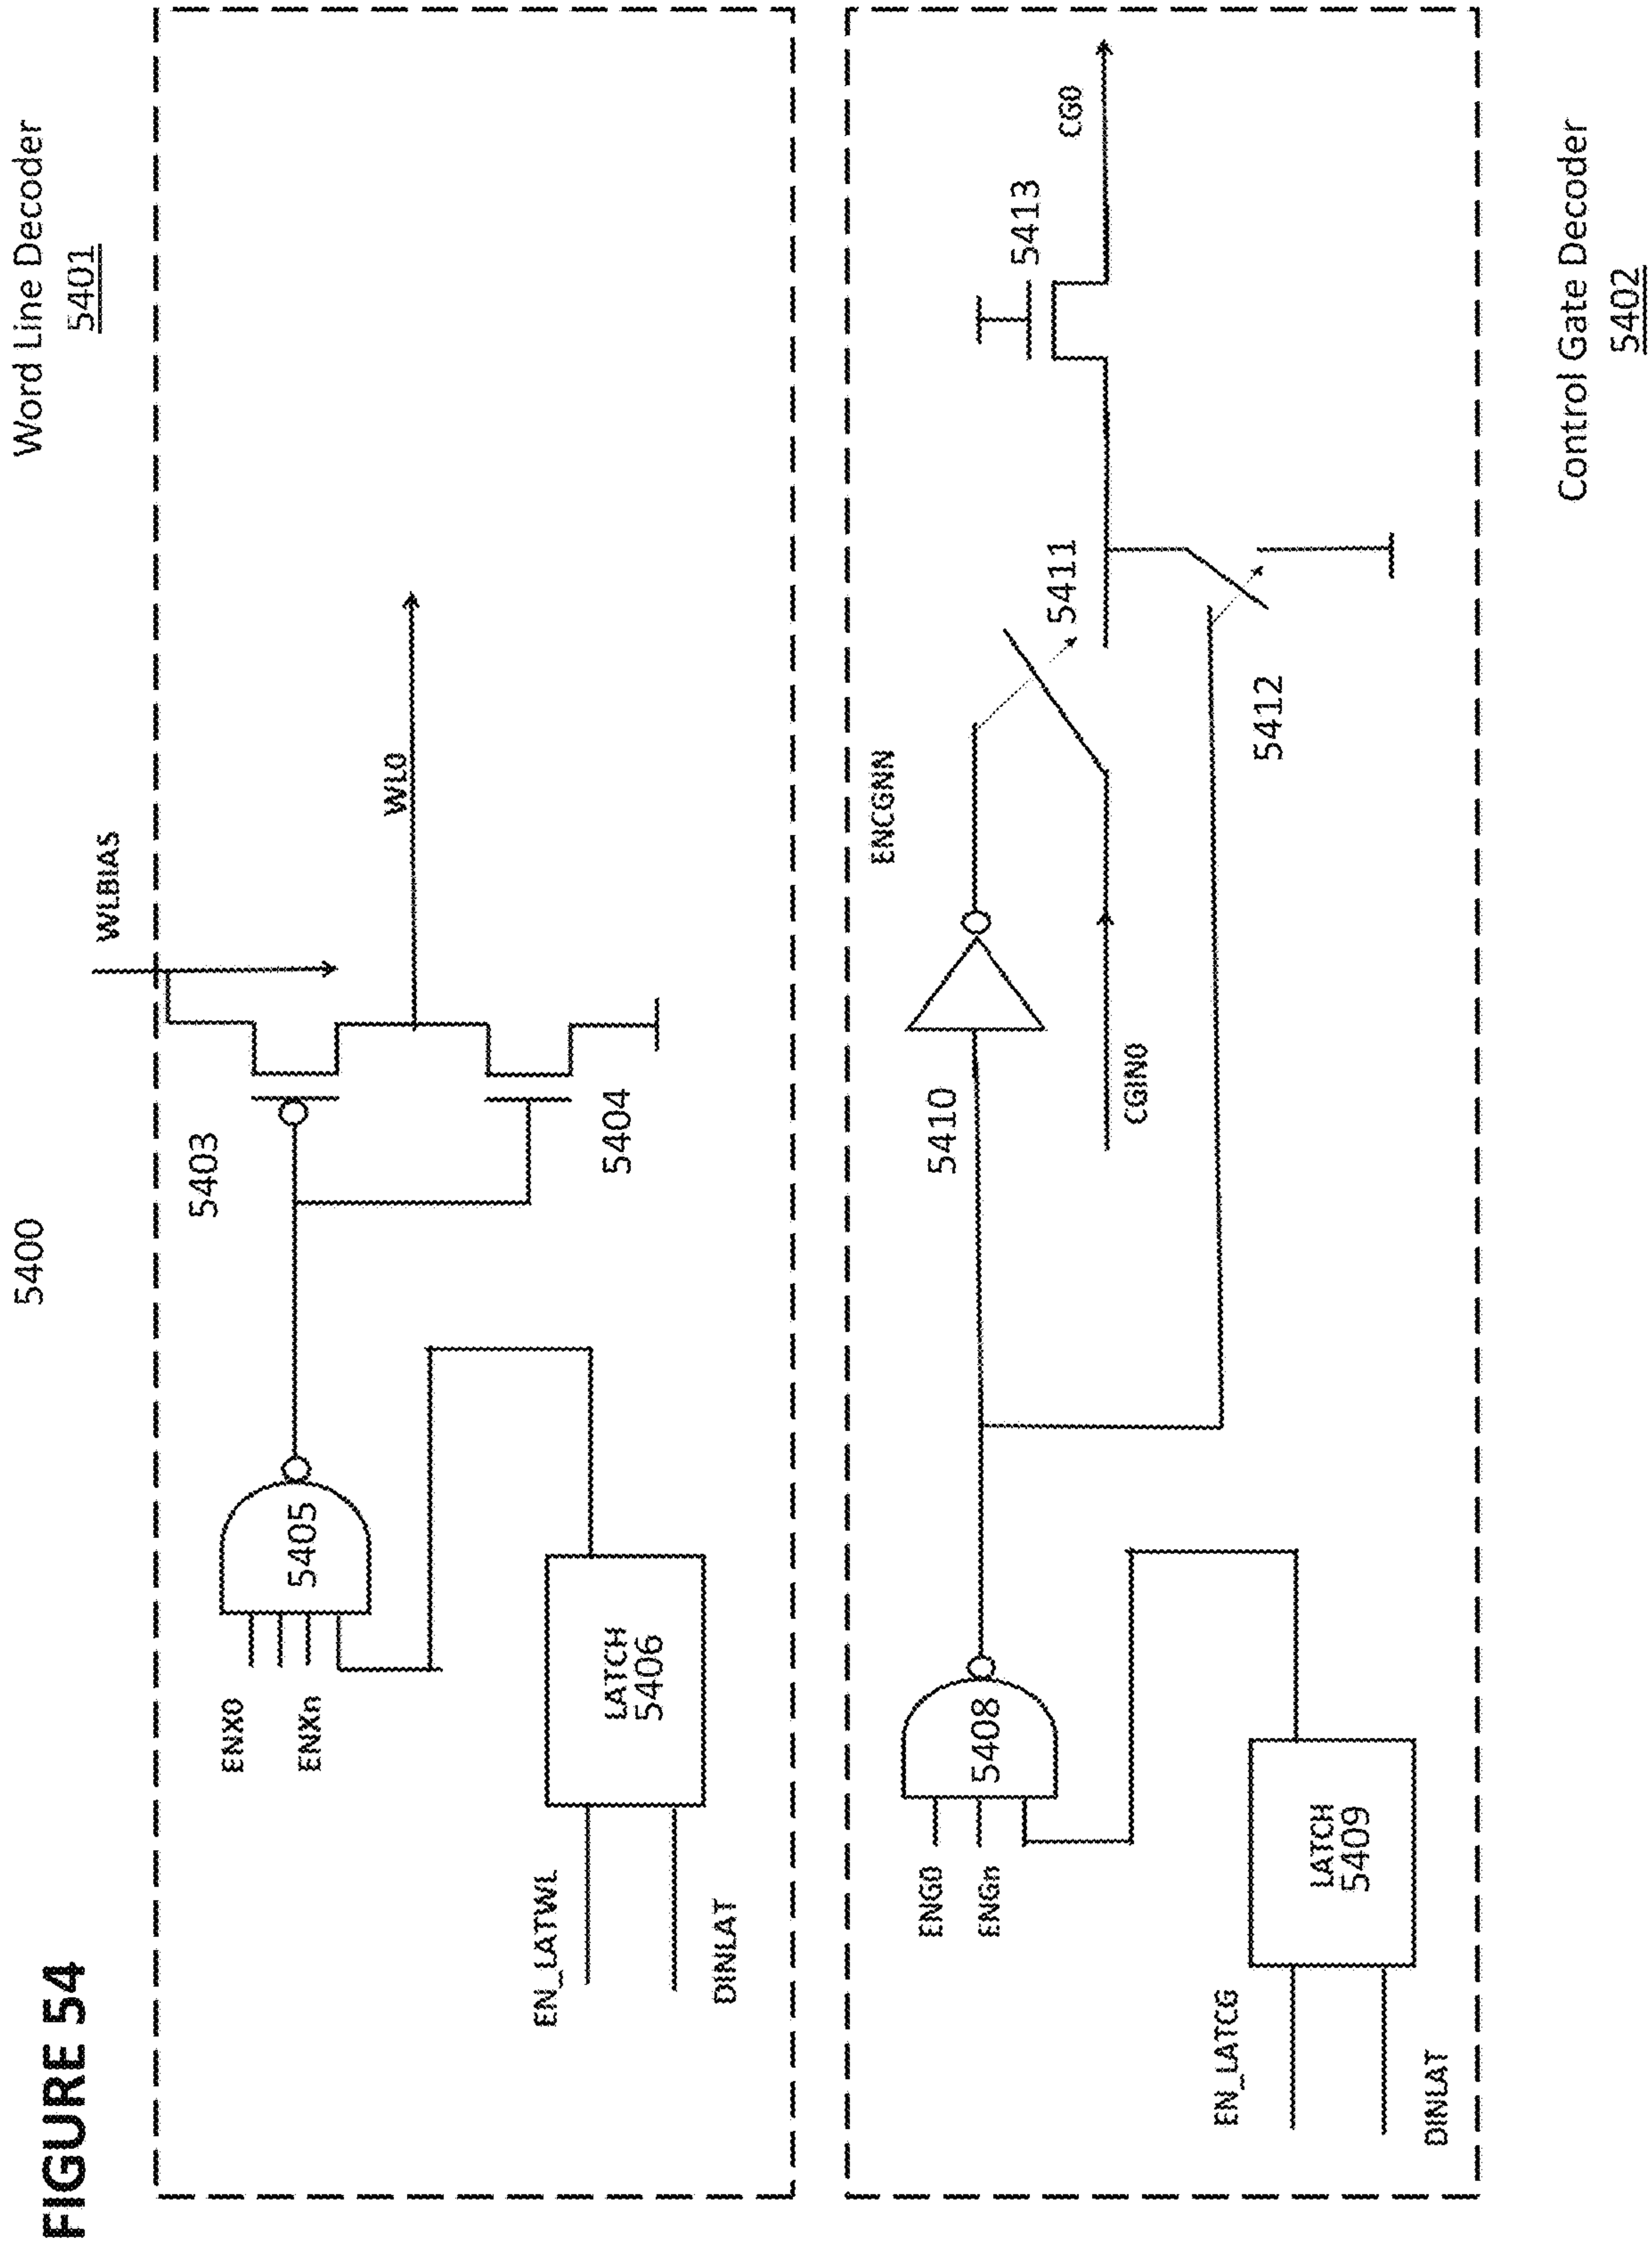 FIGURE 54
5400
Word Line Decoder
5401
WLBIAS
5403
WL0
5405
ENX0
ENXn
5404
LATCH
5406
EN_LATWL
DINLAT
ENCGNN
CG0
5413
5410
5411
CGIN0
5408
ENG0
ENGn
5412
LATCH
5409
EN_LATCG
DINLAT
Control Gate Decoder
5402